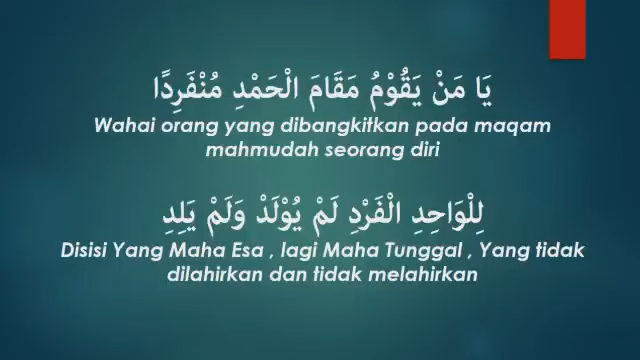 يَا مَنْ يَقُوْمُ مَقَامَ الْحَمْدِ مُنْفَرِدًا
Wahai orang yang dibangkitkan pada maqam
mahmudah seorang diri
لِلْوَاحِدِ الْفَرْدِ لَمْ يُوْلَدْ وَلَمْ يَلِدِ
Disisi Yang Maha Esa , lagi Maha Tunggal , Yang tidak
dilahirkan dan tidak melahirkan